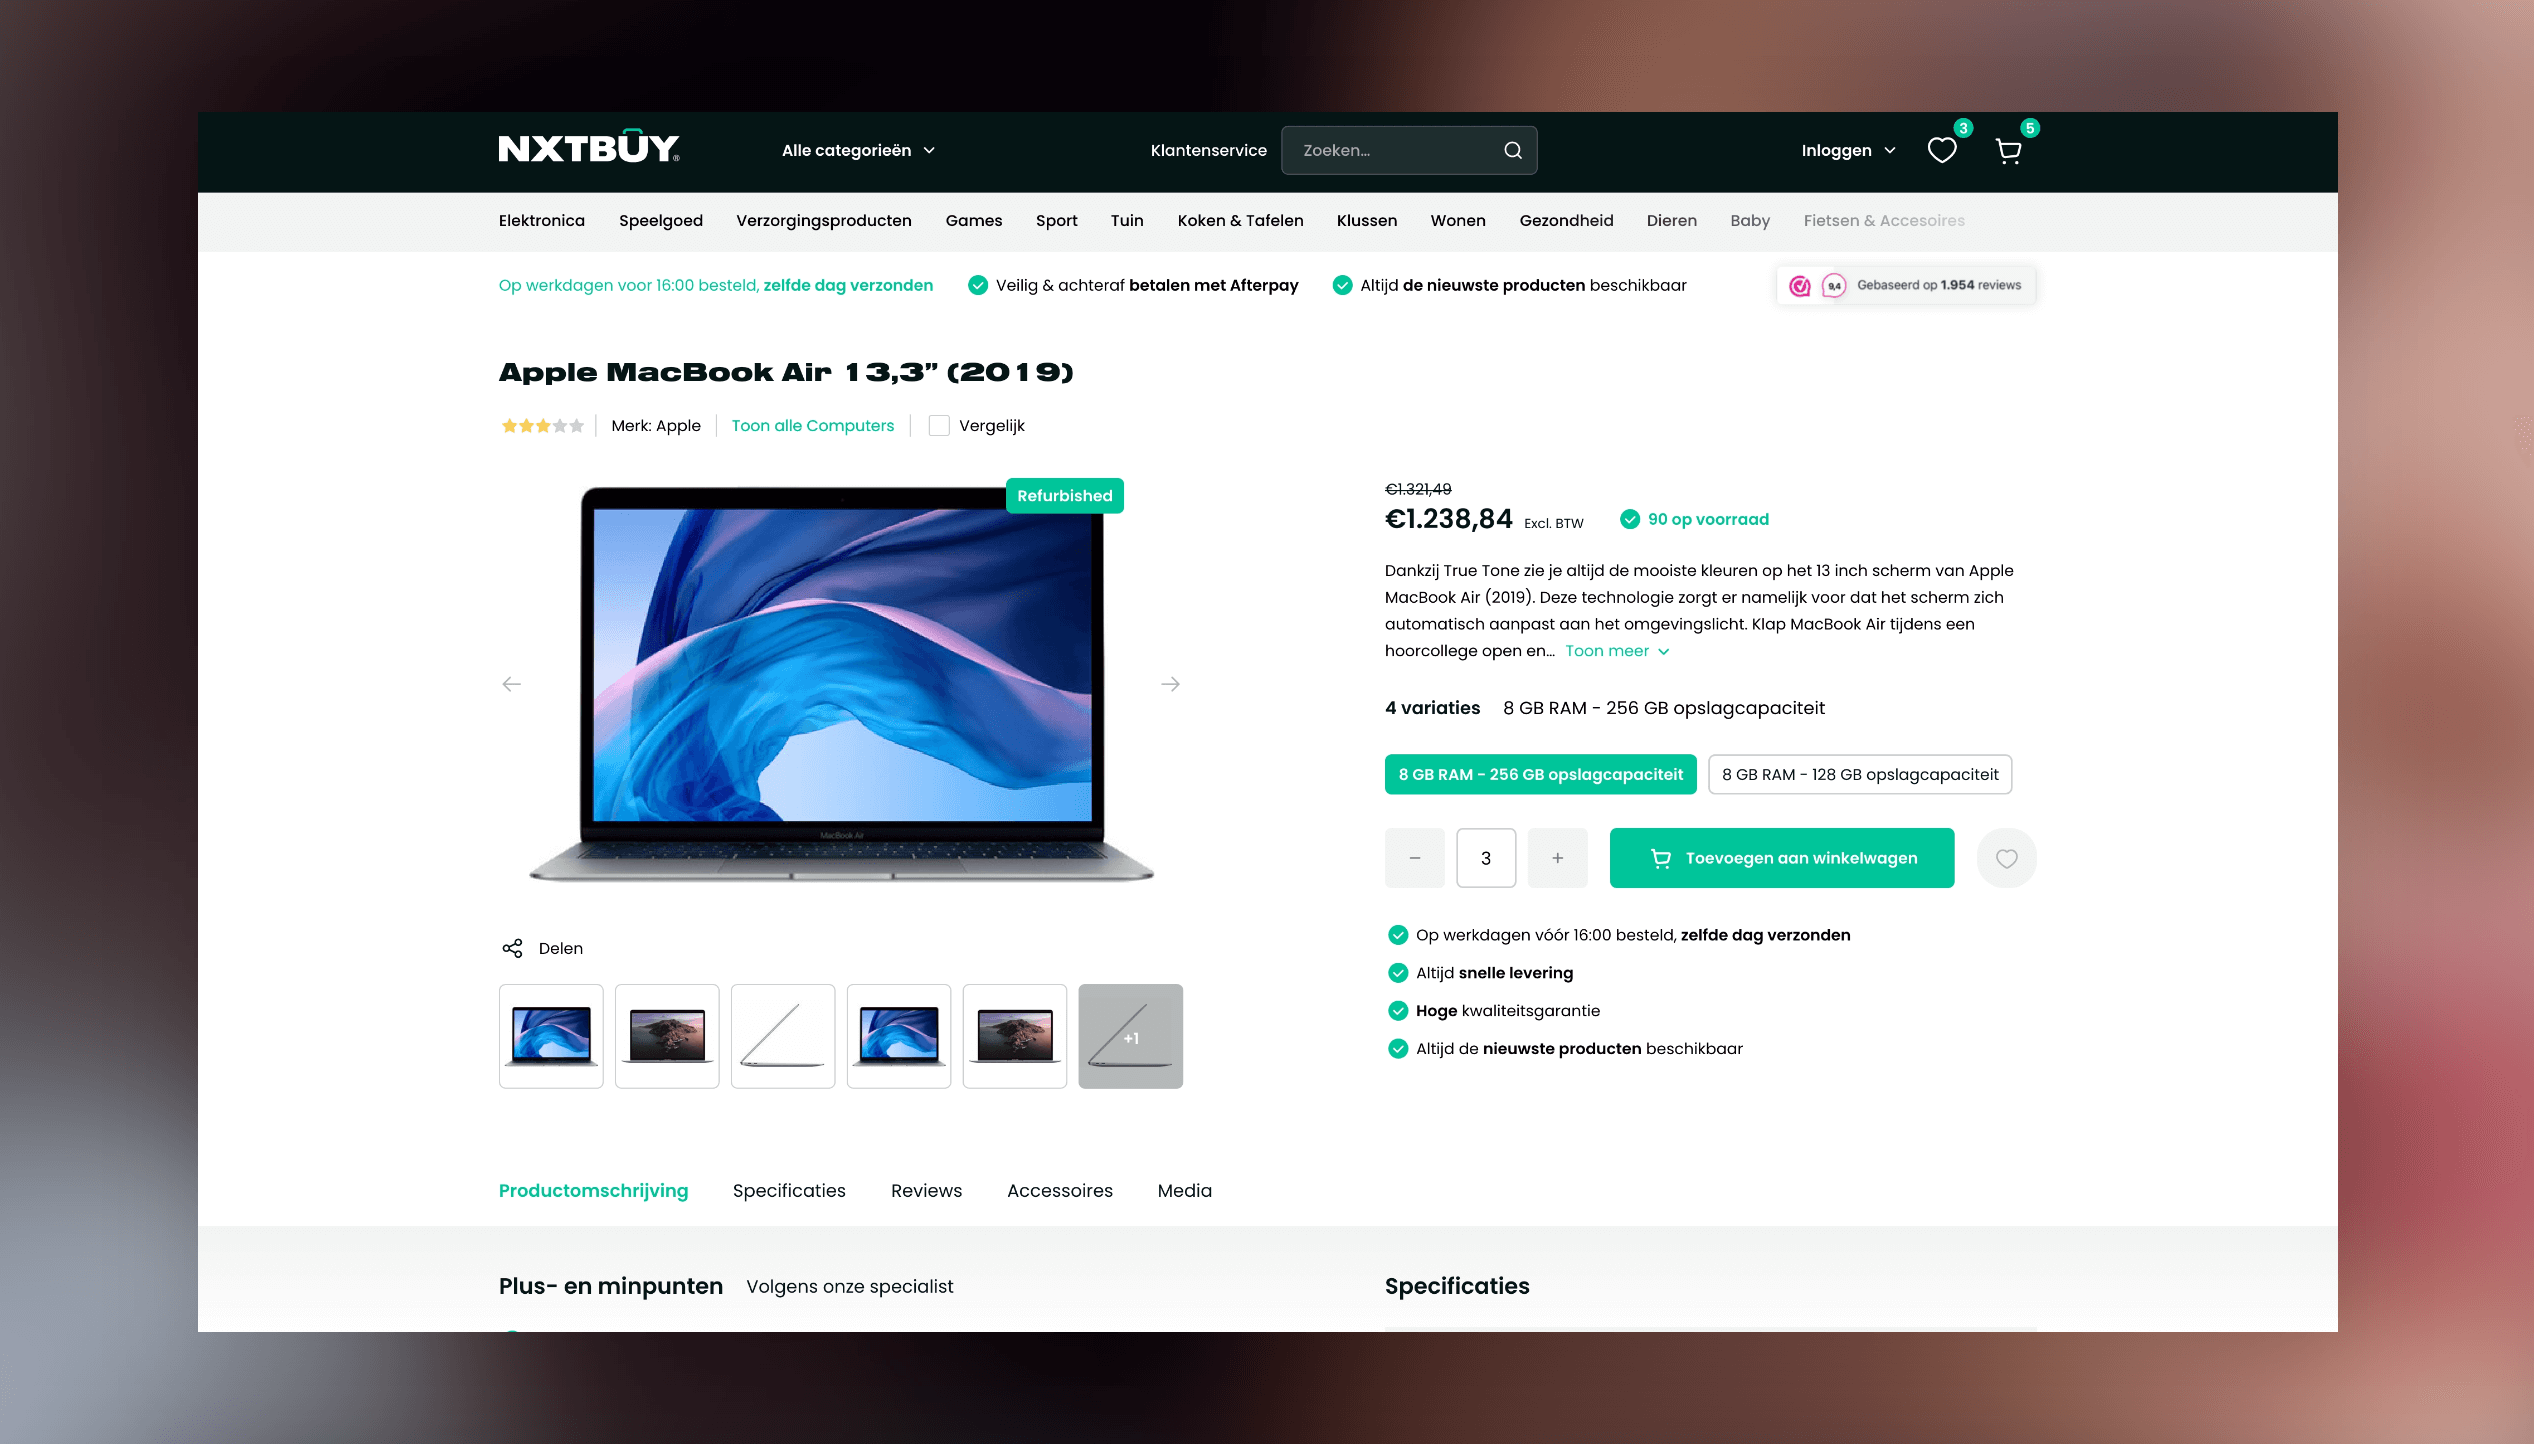 NXTBUY®
Alle categorieën
Klantenservice
Zoeken...
Inloggen
3
5
Elektronica Speelgoed Verzorgingsproducten Games Sport Tuin Koken & Tafelen Klussen Wonen Gezondheid Dieren Baby Fietsen & Accesoires
Op werkdagen voor 16:00 besteld, zelfde dag verzonden
Veilig & achteraf betalen met Afterpay
Altijd de nieuwste producten beschikbaar
9,4
Gebaseerd op 1.954 reviews
Apple MacBook Air 13,3” (2019)
Merk: Apple
Toon alle Computers
Vergelijk
Refurbished
MacBook Air
Delen
+1
€1.321,49
€1.238,84 Excl. BTW
90 op voorraad
Dankzij True Tone zie je altijd de mooiste kleuren op het 13 inch scherm van Apple
MacBook Air (2019). Deze technologie zorgt er namelijk voor dat het scherm zich
automatisch aanpast aan het omgevingslicht. Klap MacBook Air tijdens een
hoorcollege open en... Toon meer
4 variaties 8 GB RAM - 256 GB opslagcapaciteit
8 GB RAM - 256 GB opslagcapaciteit
8 GB RAM - 128 GB opslagcapaciteit
− 3 +
Toevoegen aan winkelwagen
Op werkdagen vóór 16:00 besteld, zelfde dag verzonden
Altijd snelle levering
Hoge kwaliteitsgarantie
Altijd de nieuwste producten beschikbaar
Productomschrijving Specificaties Reviews Accessoires Media
Plus- en minpunten Volgens onze specialist
Specificaties